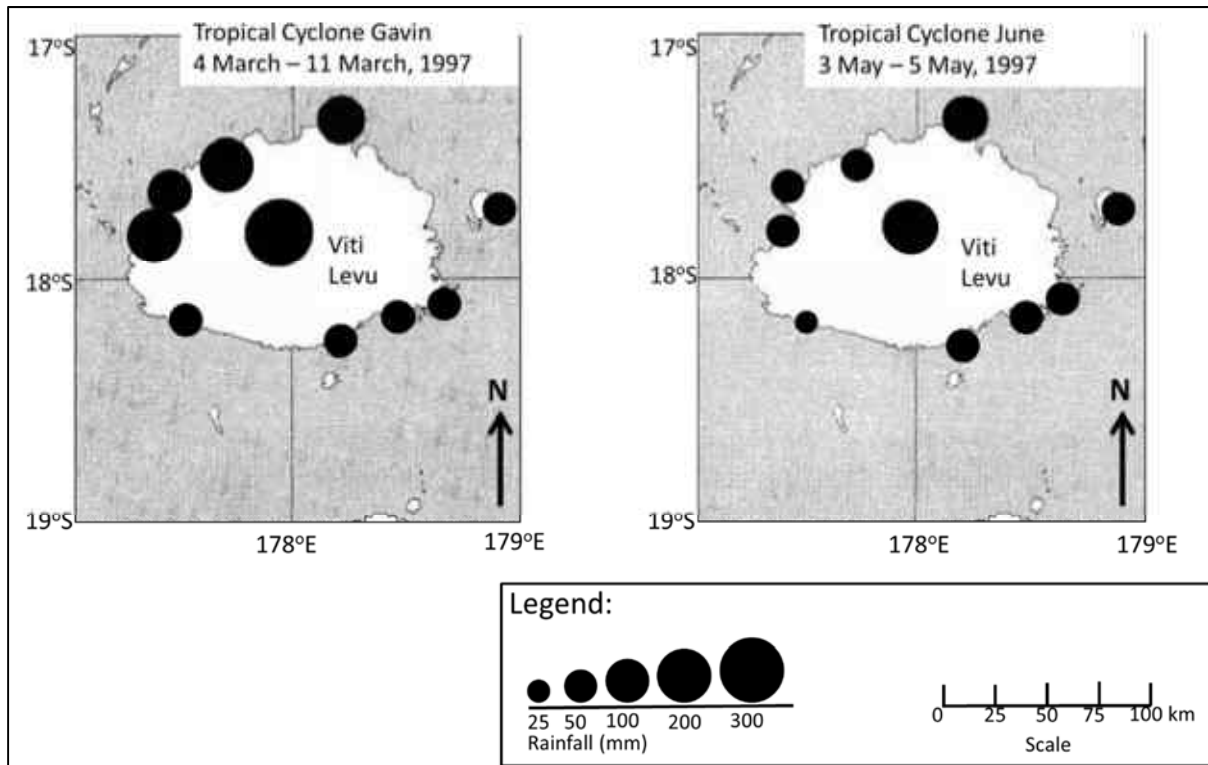 Tropical Cyclone Gavin
4 March – 11 March, 1997
17°S
18°S
19°S
178°E
179°E
Viti
Levu
N
Tropical Cyclone June
3 May – 5 May, 1997
17°S
18°S
19°S
178°E
179°E
Viti
Levu
N
Legend:
25 50 100 200 300
Rainfall (mm)
0 25 50 75 100 km
Scale